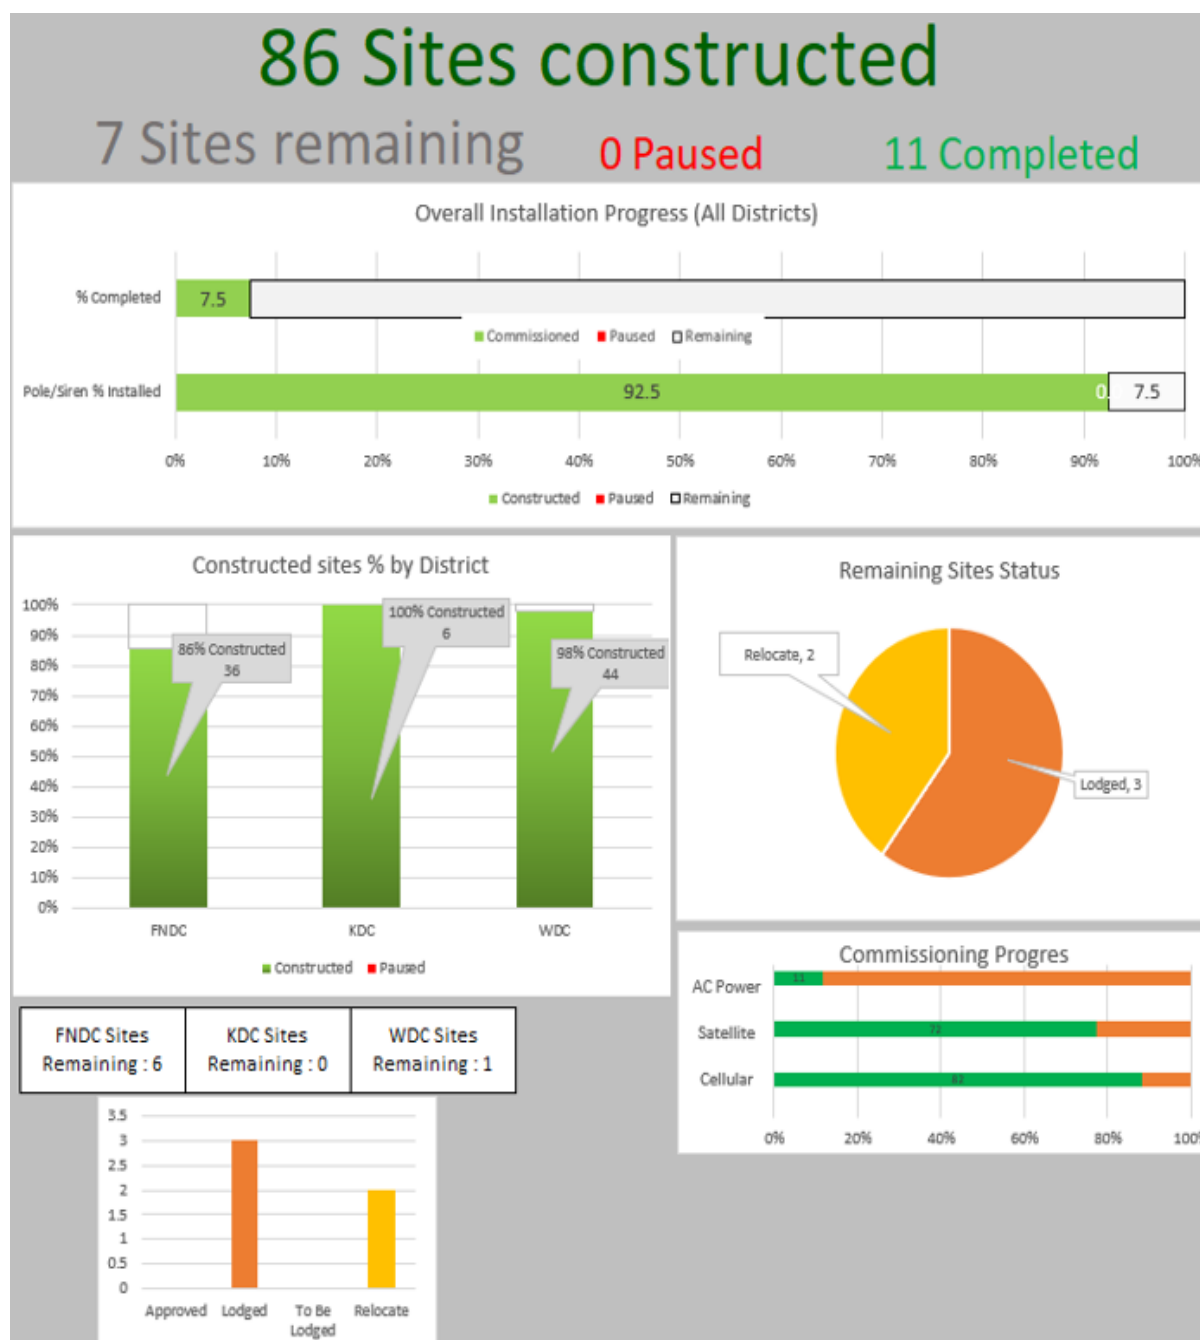 86 Sites constructed
7 Sites remaining 0 Paused 11 Completed
Overall Installation Progress (All Districts)
% Completed 7.5
Commissioned Paused Remaining
Pole/Siren % Installed 92.5 0. 7.5
0% 10% 20% 30% 40% 50% 60% 70% 80% 90% 100%
Constructed Paused Remaining
Constructed sites % by District
100%
90%
80%
70%
60%
50%
40%
30%
20%
10%
0%
86% Constructed
36
100% Constructed
6
98% Constructed
44
FNDC KDC WDC
Constructed Paused
Remaining Sites Status
Relocate, 2
Lodged, 3
Commissioning Progres
AC Power 11
Satellite 72
Cellular 82
0% 20% 40% 60% 80% 100%
FNDC Sites
Remaining : 6
KDC Sites
Remaining : 0
WDC Sites
Remaining : 1
3.5
3
2.5
2
1.5
1
0.5
0
Approved Lodged To Be Relocate
Lodged